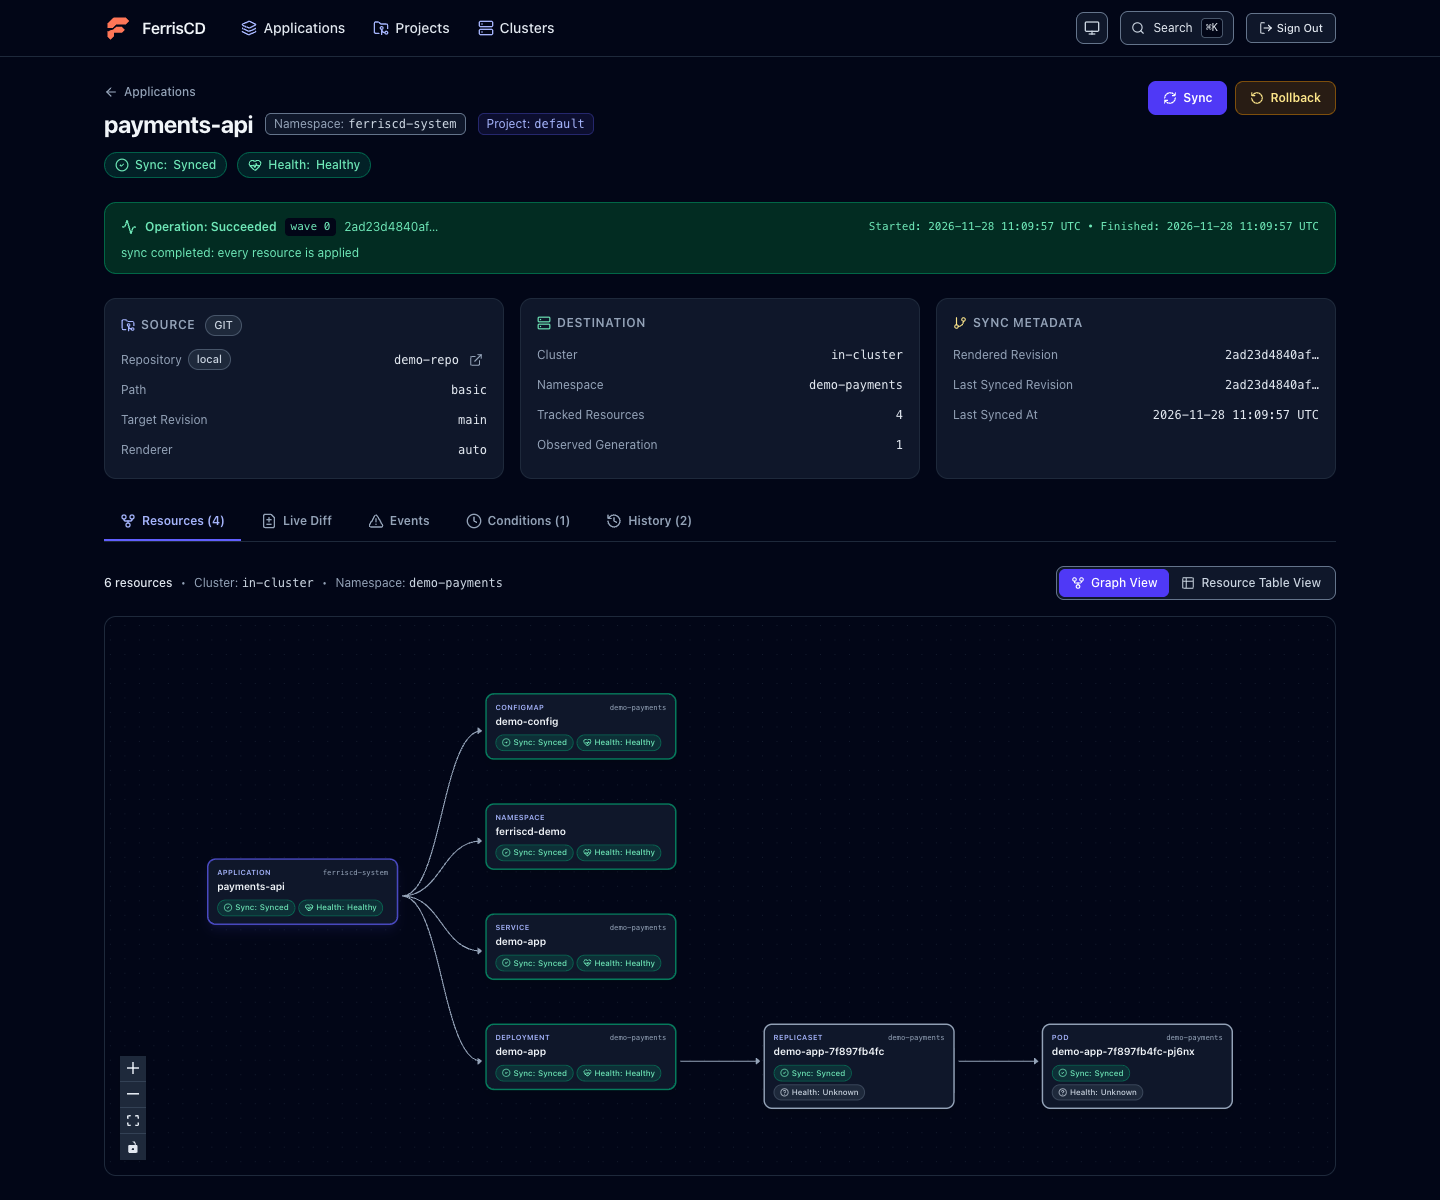 FerrisCD
Applications
Projects
Clusters
Search ⌘K
Sign Out
← Applications
Sync
Rollback
payments-api
Namespace: ferriscd-system
Project: default
Sync: Synced
Health: Healthy
Operation: Succeeded wave 0 2ad23d4840af…
Started: 2026-11-28 11:09:57 UTC • Finished: 2026-11-28 11:09:57 UTC
sync completed: every resource is applied
SOURCE GIT
Repository local demo-repo
Path basic
Target Revision main
Renderer auto
DESTINATION
Cluster in-cluster
Namespace demo-payments
Tracked Resources 4
Observed Generation 1
SYNC METADATA
Rendered Revision 2ad23d4840af…
Last Synced Revision 2ad23d4840af…
Last Synced At 2026-11-28 11:09:57 UTC
Resources (4)
Live Diff
Events
Conditions (1)
History (2)
6 resources • Cluster: in-cluster • Namespace: demo-payments
Graph View
Resource Table View
CONFIGMAP demo-payments
demo-config
Sync: Synced Health: Healthy
NAMESPACE
ferriscd-demo
Sync: Synced Health: Healthy
APPLICATION ferriscd-system
payments-api
Sync: Synced Health: Healthy
SERVICE demo-payments
demo-app
Sync: Synced Health: Healthy
DEPLOYMENT demo-payments
demo-app
Sync: Synced Health: Healthy
REPLICASET demo-payments
demo-app-7f897fb4fc
Sync: Synced
Health: Unknown
POD demo-payments
demo-app-7f897fb4fc-pj6nx
Sync: Synced
Health: Unknown